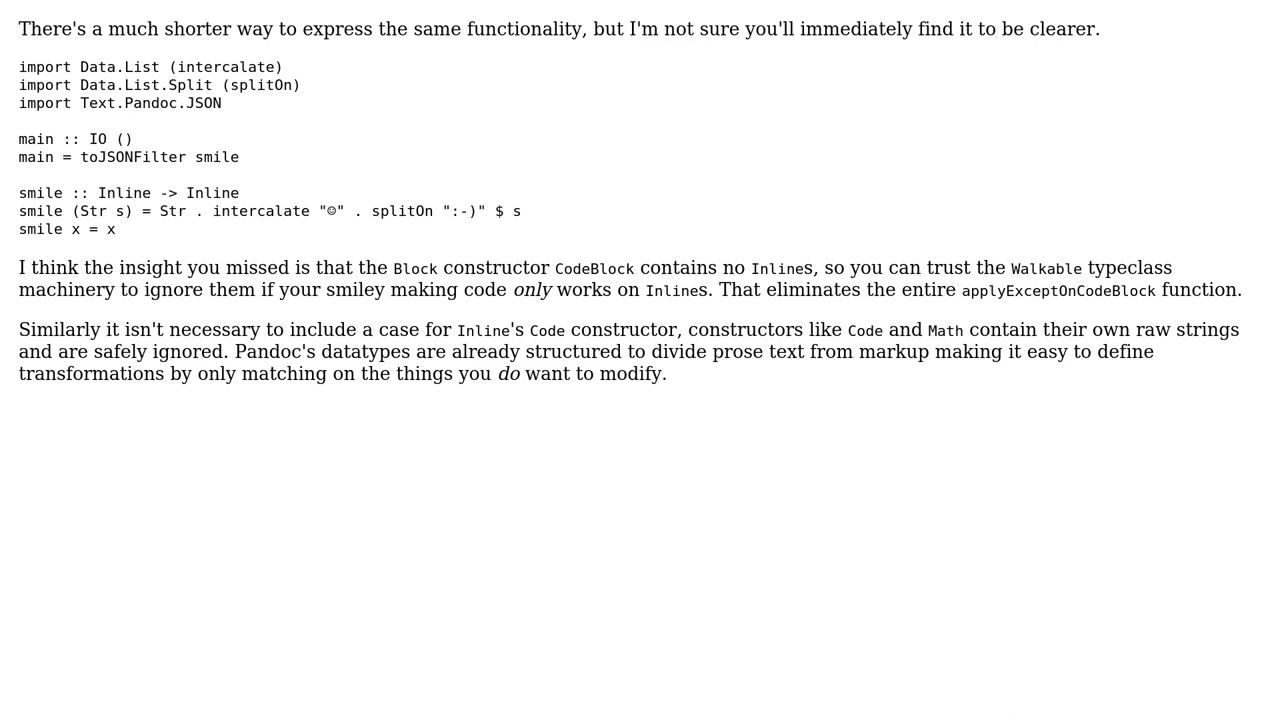 There's a much shorter way to express the same functionality, but I'm not sure you'll immediately find it to be clearer.
import Data.List (intercalate)
import Data.List.Split (splitOn)
import Text.Pandoc.JSON
main :: IO ()
main = toJSONFilter smile
smile :: Inline -> Inline
smile (Str s) = Str . intercalate "☺" . splitOn ":-)" $ s
smile x = x
I think the insight you missed is that the Block constructor CodeBlock contains no Inlines, so you can trust the Walkable typeclass
machinery to ignore them if your smiley making code only works on Inlines. That eliminates the entire applyExceptOnCodeBlock function.
Similarly it isn't necessary to include a case for Inline's Code constructor, constructors like Code and Math contain their own raw strings
and are safely ignored. Pandoc's datatypes are already structured to divide prose text from markup making it easy to define
transformations by only matching on the things you do want to modify.